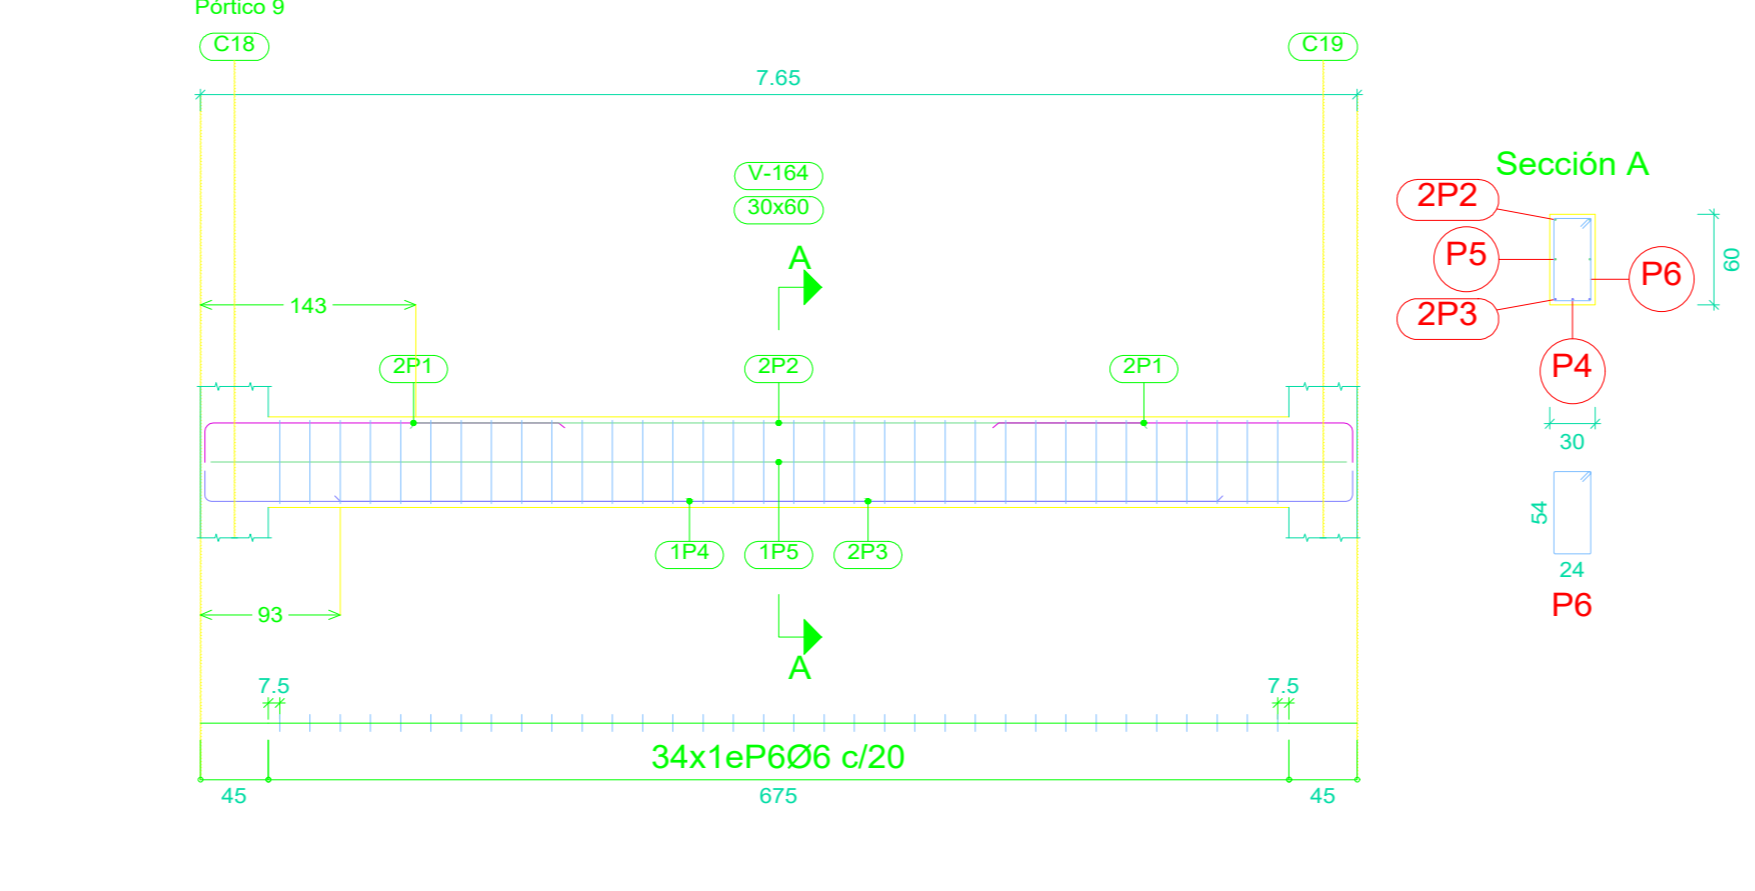 Pórtico 9
C18
C19
7.65
V-164
30x60
A
143
2P1
2P2
2P1
1P4
1P5
2P3
93
A
7.5
7.5
34x1eP6Ø6 c/20
45
675
45
Sección A
2P2
P5
P6
2P3
P4
60
30
54
24
P6